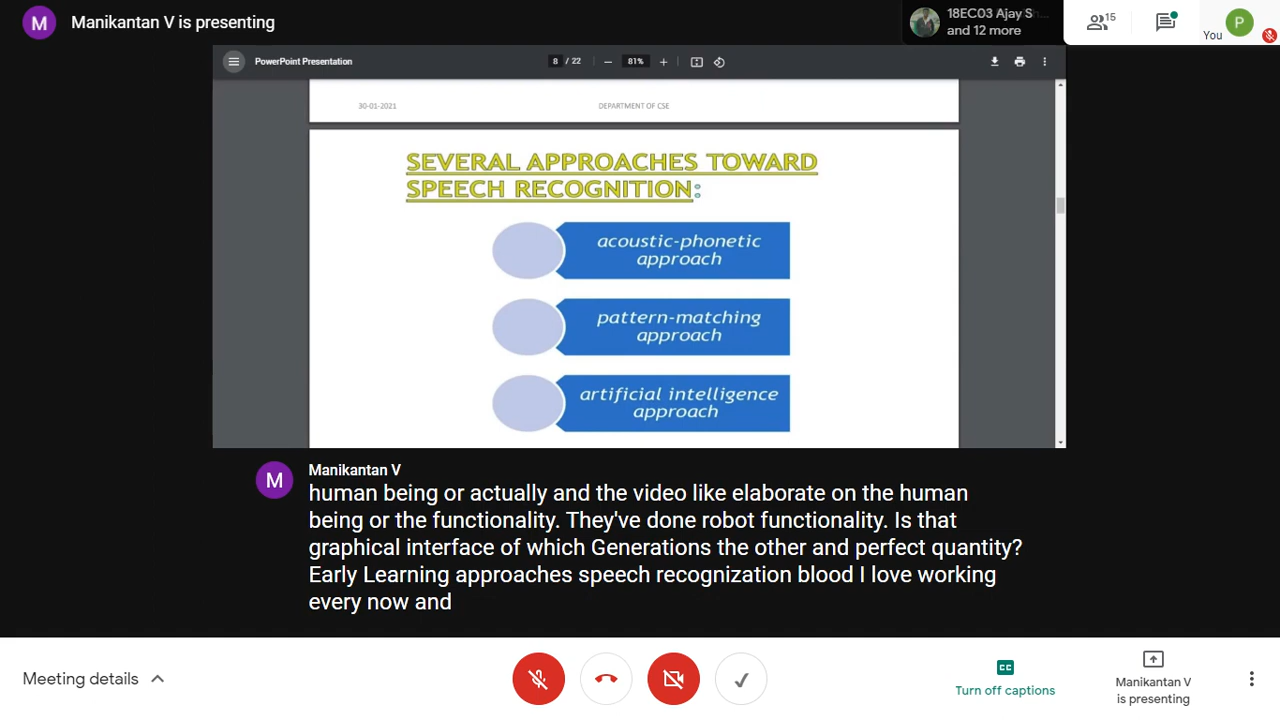 M
Manikantan V is presenting
18EC03 Ajay S
and 12 more
15
You
P
PowerPoint Presentation
8 / 22
81%
30-01-2021
DEPARTMENT OF CSE
SEVERAL APPROACHES TOWARD
SPEECH RECOGNITION:
acoustic-phonetic
approach
pattern-matching
approach
artificial intelligence
approach
M
Manikantan V
human being or actually and the video like elaborate on the human
being or the functionality. They've done robot functionality. Is that
graphical interface of which Generations the other and perfect quantity?
Early Learning approaches speech recognization blood I love working
every now and
Meeting details
CC
Turn off captions
Manikantan V
is presenting